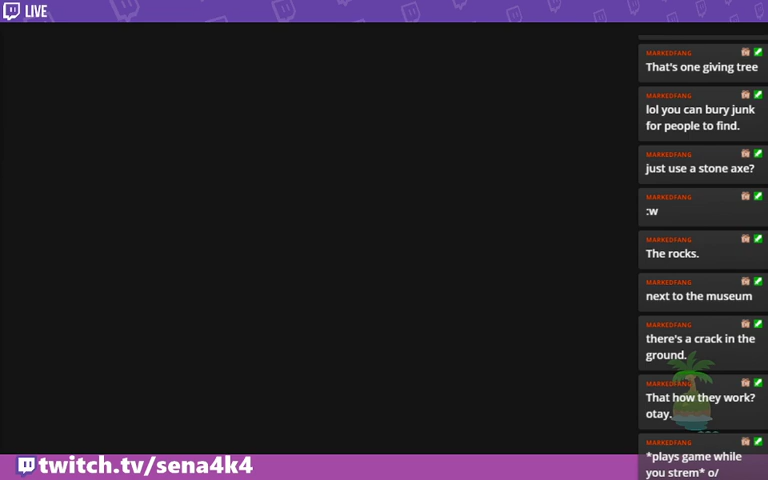 LIVE
MARKEDFANG
That's one giving tree
MARKEDFANG
lol you can bury junk
for people to find.
MARKEDFANG
just use a stone axe?
MARKEDFANG
:w
MARKEDFANG
The rocks.
MARKEDFANG
next to the museum
MARKEDFANG
there's a crack in the
ground.
MARKEDFANG
That how they work?
otay.
MARKEDFANG
*plays game while
you strem* o/
twitch.tv/sena4k4